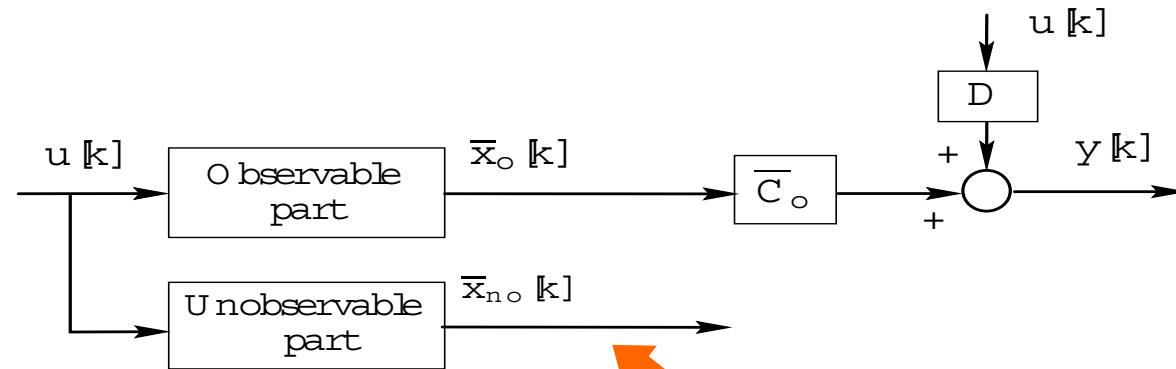 u[k]
D
u[k]
x̅ₒ[k]
+
y[k]
Observable
part
C̅ₒ
+
x̅ₙₒ[k]
Unobservable
part